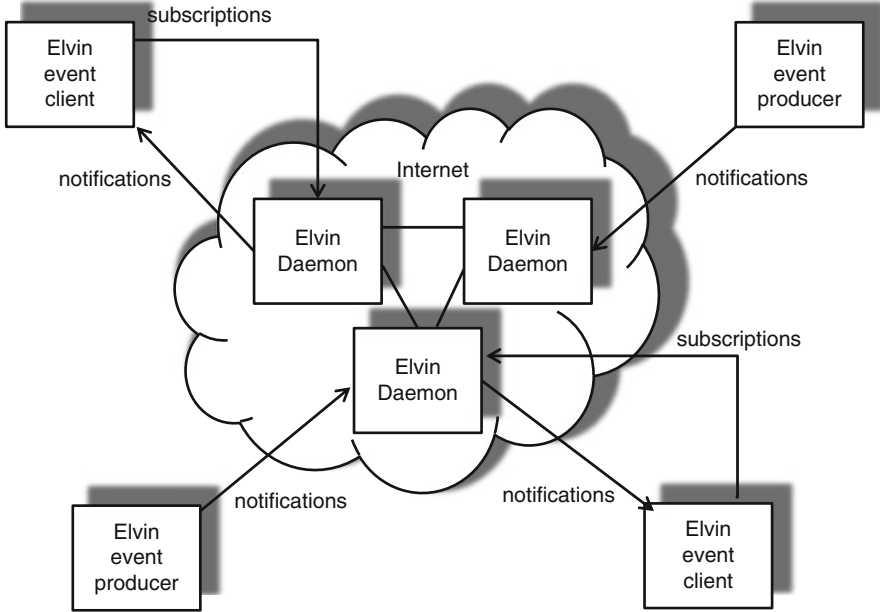 subscriptions
Elvin
event
client
Elvin
event
producer
Internet
notifications
notifications
Elvin
Daemon
Elvin
Daemon
subscriptions
Elvin
Daemon
notifications
notifications
Elvin
event
producer
Elvin
event
client